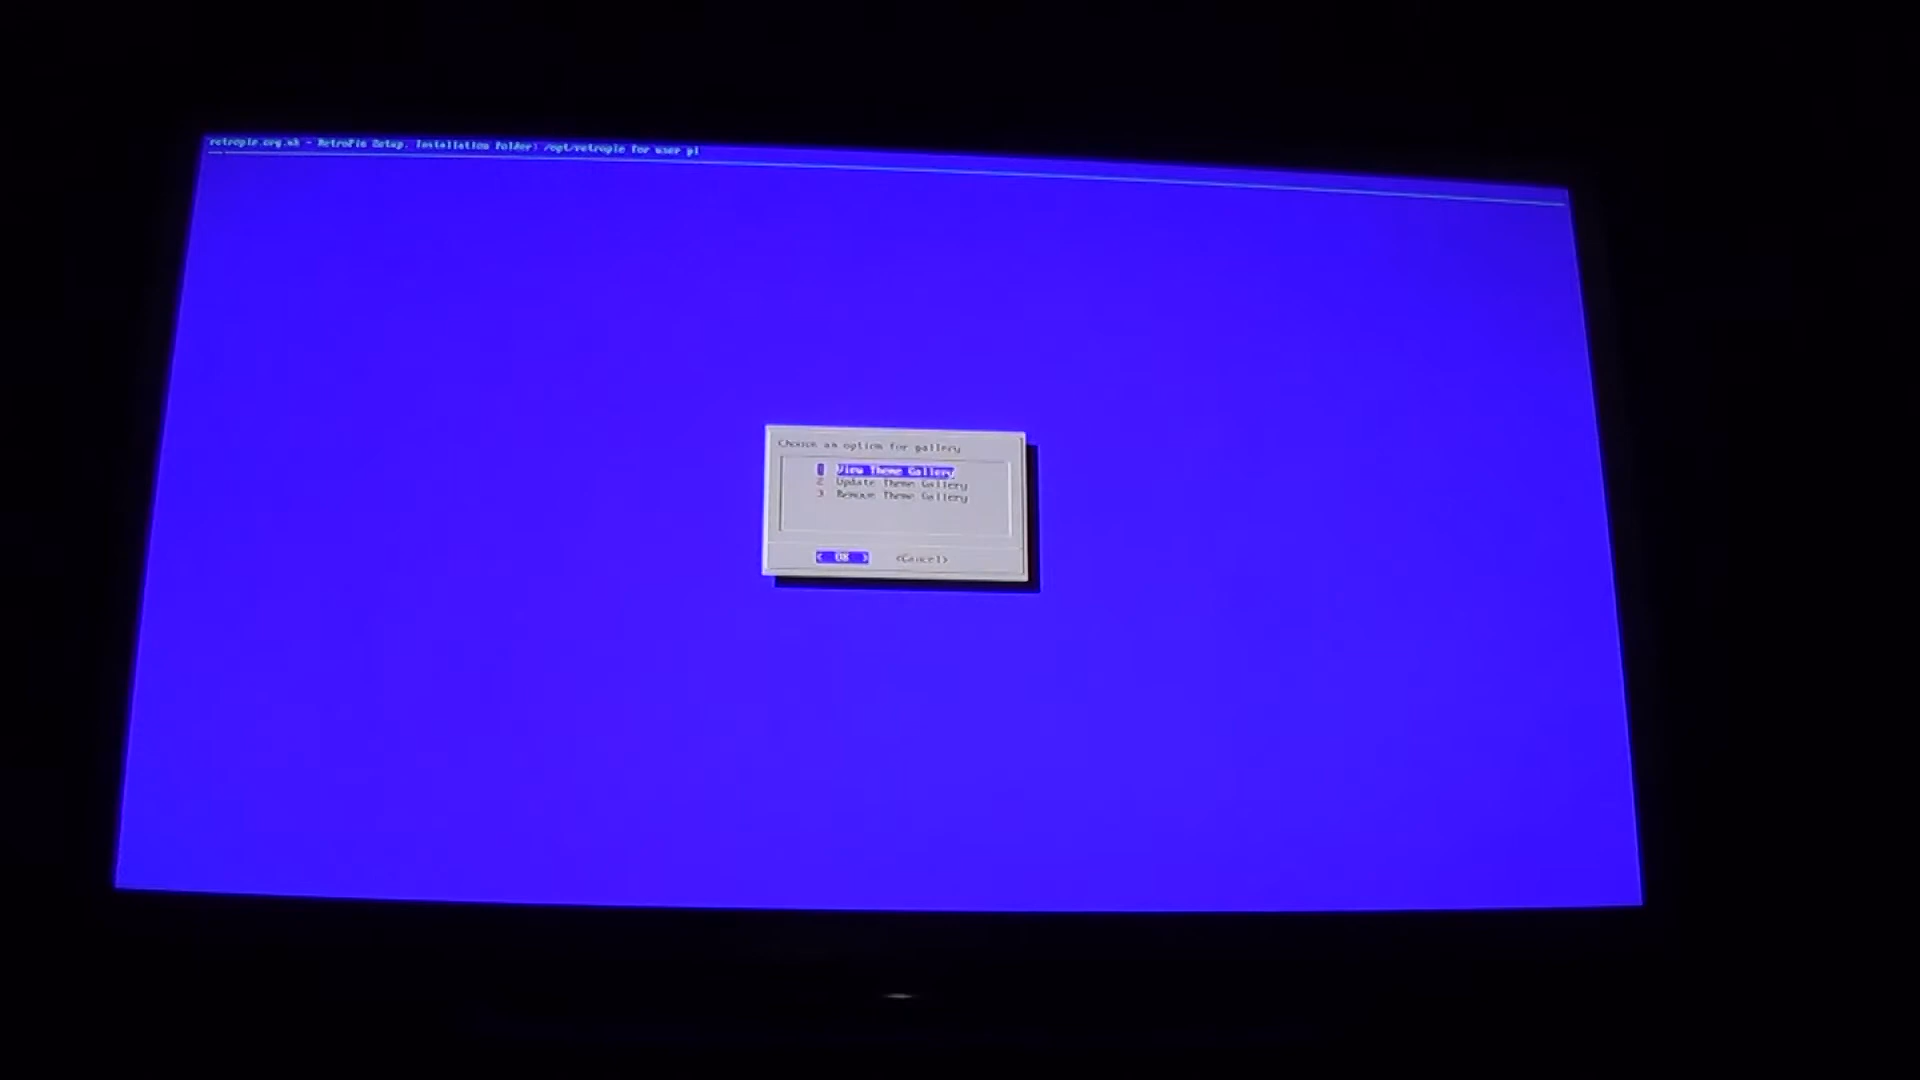 retropie.org.uk - RetroPie Setup. Installation folder: /opt/retropie for user pi
Choose an option for gallery
1 View Theme Gallery
2 Update Theme Gallery
3 Remove Theme Gallery
< OK > <Cancel>